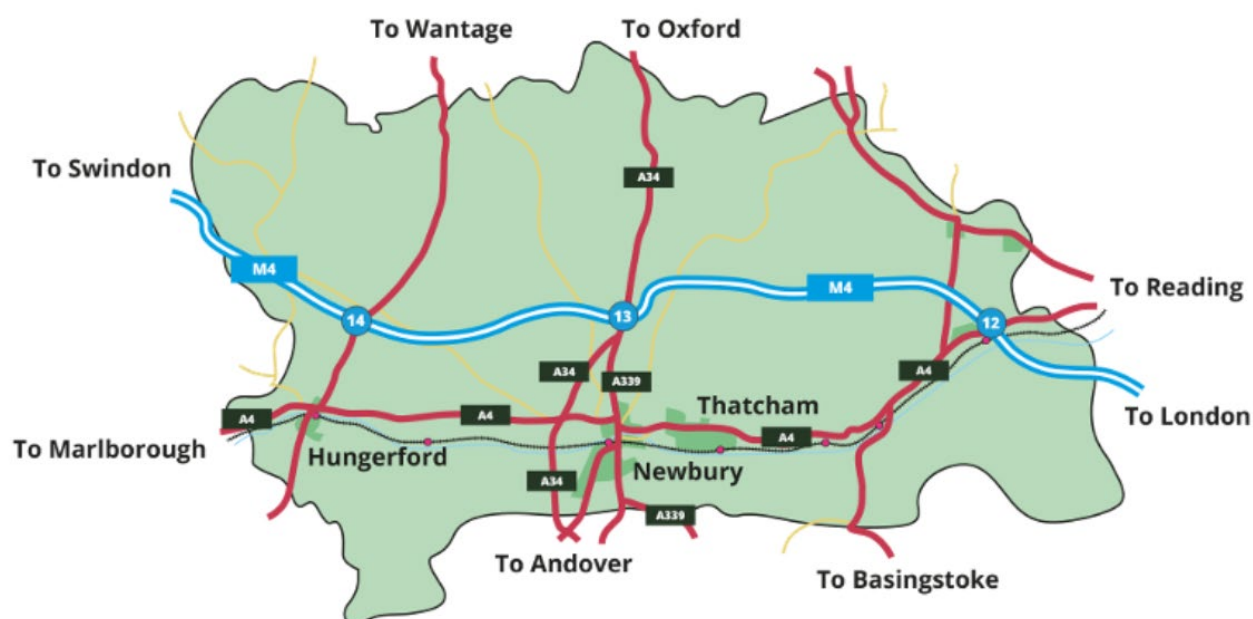 To Wantage
To Oxford
To Swindon
A34
M4
M4
To Reading
14
13
12
A34
A339
A4
To London
A4
A4
Thatcham
A4
To Marlborough
Hungerford
Newbury
A34
A339
To Andover
To Basingstoke